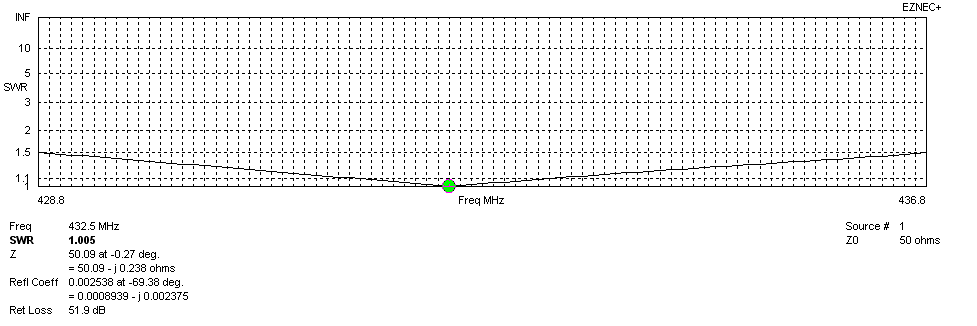 EZNEC+
INF
10
5
SWR
3
2
1.5
1.1
1
428.8 Freq MHz 436.8
Freq 432.5 MHz Source # 1
SWR 1.005 Z0 50 ohms
Z 50.09 at -0.27 deg.
= 50.09 - j 0.238 ohms
Refl Coeff 0.002538 at -69.38 deg.
= 0.0008939 - j 0.002375
Ret Loss 51.9 dB